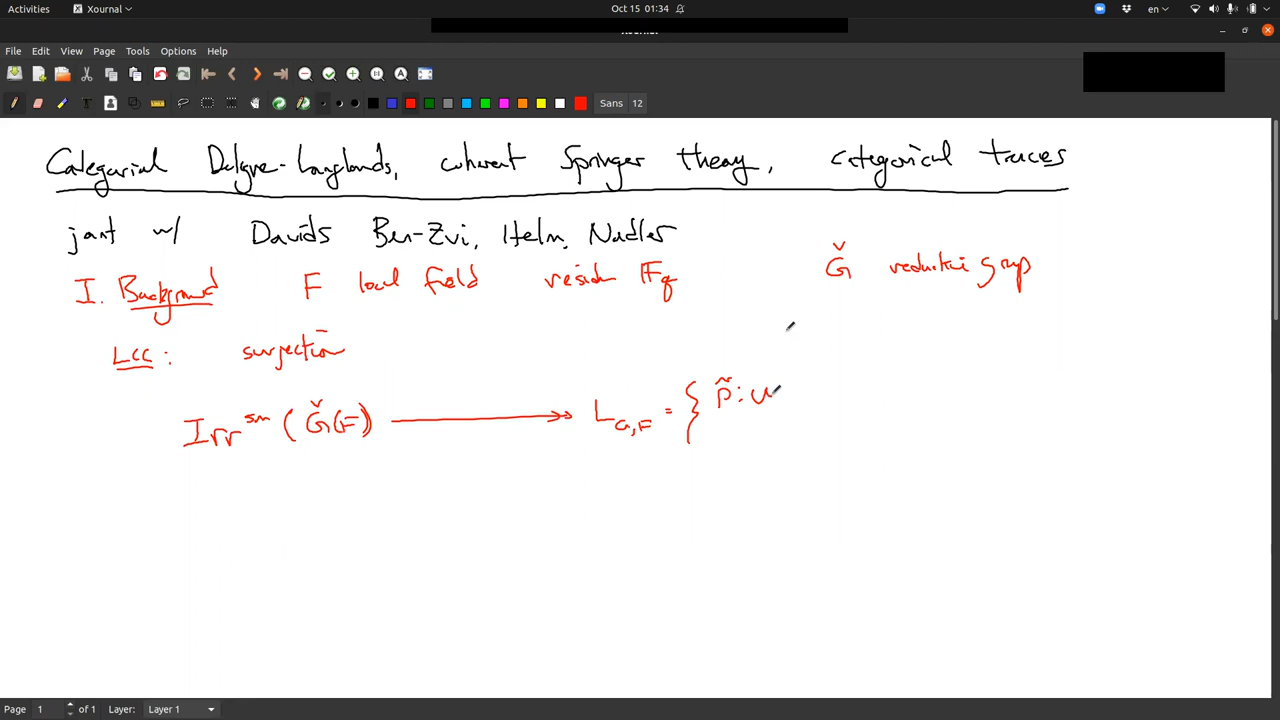 Activities Xournal Oct 15 01:34 en
File Edit View Page Tools Options Help
Sans 12
Categorical Deligne-Langlands, coherent Springer theory, categorical traces
joint w/ Davids Ben-Zvi, Helm, Nadler
I. Background F local field residue 𝔽q Ǧ reductive group
LLC: surjection
Irr^sm (Ǧ(F)) ↠ L_{G,F} = { ρ̃ : W
Page 1 of 1 Layer: Layer 1